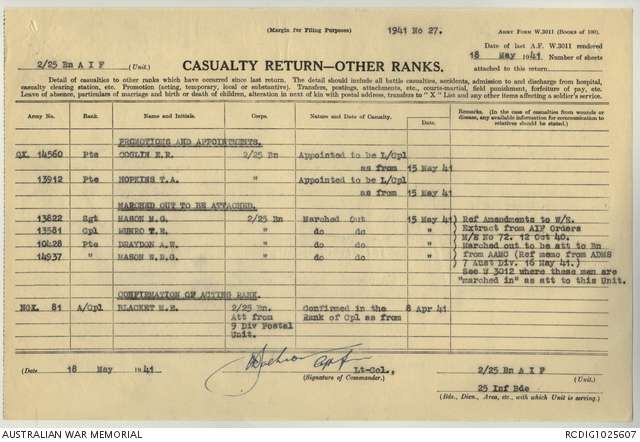 (Margin for Filing Purposes)
1941 No 27.
ARMY FORM W.3011 (BOOKS OF 100).
Date of last A.F. W.3011 rendered
18 May 1941 Number of sheets
attached to this return
2/25 Bn A I F (Unit.)
CASUALTY RETURN—OTHER RANKS.
Detail of casualties to other ranks which have occurred since last return. The detail should include all battle casualties, accidents, admission to and discharge from hospital,
casualty clearing station, etc. Promotion (acting, temporary, local or substantive). Transfers, postings, attachments, etc., courts-martial, field punishment, forfeiture of pay, etc.
Leave of absence, particulars of marriage and birth or death of children, alteration in next of kin with postal address, transfers to "X" List and any other items affecting a soldier's service.
Army No. Rank. Name and Initials. Corps. Nature and Date of Casualty. Date. Remarks. (In the case of casualties from wounds or disease, any available information for communication to relatives should be stated.)
PROMOTIONS AND APPOINTMENTS.
QX. 14560 Pte COGLIN E.R. 2/25 Bn Appointed to be L/Cpl
as from 15 May 41
13912 Pte HOPKINS T.A. " Appointed to be L/Cpl
as from 15 May 41
MARCHED OUT TO BE ATTACHED.
13822 Sgt MASON M.G. 2/25 Bn Marched Out 15 May 41 ) Ref Amendments to W/E.
13581 Cpl MUNRO T.E. " do do " ) Extract from AIF Orders
) M/E No 72. 12 Oct 40.
10428 Pte DRAYDON A.W. " do do " ) Marched out to be att to Bn
14937 " MASON W.D.G. " do do " ) from AAMC (Ref memo from ADMS
) 7 Aust Div. 16 May 41.)
) See W 3012 where these men are
) "marched in" as att to this Unit.
CONFIRMATION OF ACTING RANK.
NGX. 81 A/Cpl BLACKET M.E. 2/25 Bn. Confirmed in the 8 Apr 41
Att from Rank of Cpl as from
9 Div Postal
Unit.
(Date 18 May 1941
Lt-Col.,
(Signature of Commander.)
2/25 Bn A I F
(Unit.)
25 Inf Bde
(Bde., Divn., Area, etc., with which Unit is serving.)
AUSTRALIAN WAR MEMORIAL
RCDIG1025607